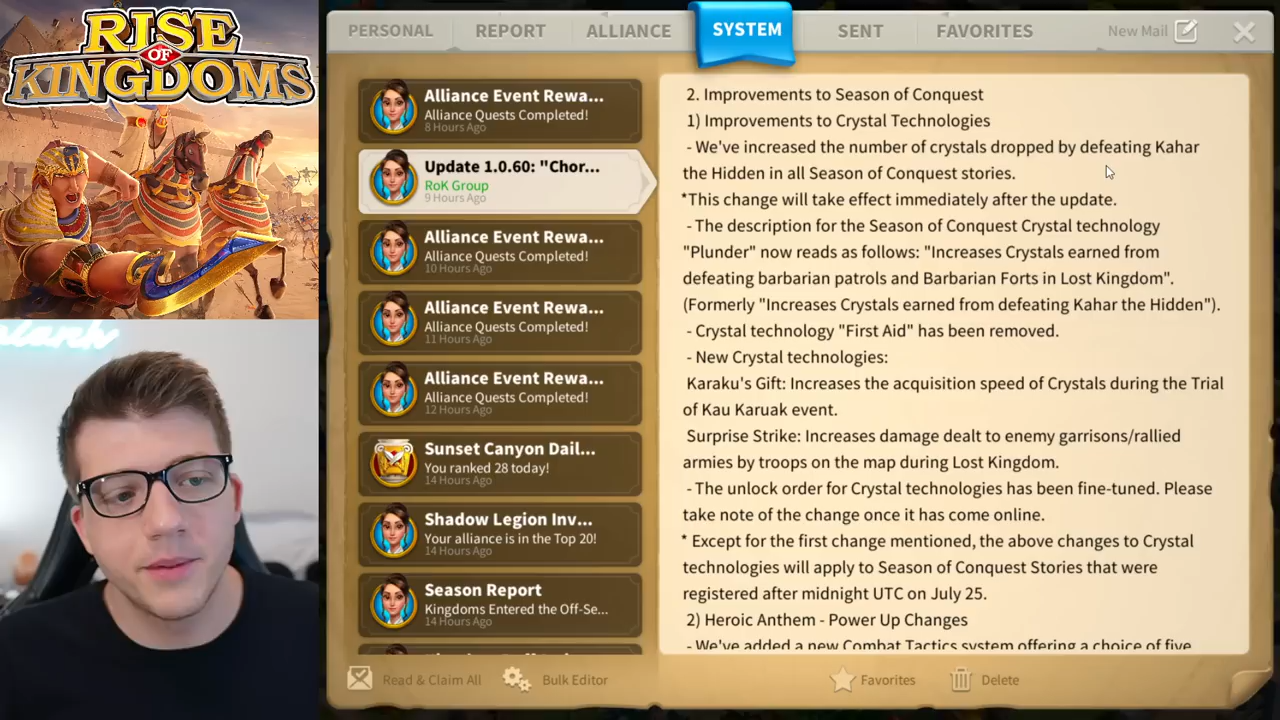 RISE
OF
KINGDOMS
PERSONAL
REPORT
ALLIANCE
SYSTEM
SENT
FAVORITES
New Mail
Alliance Event Rewa...
Alliance Quests Completed!
8 Hours Ago
Update 1.0.60: "Chor...
RoK Group
9 Hours Ago
Alliance Event Rewa...
Alliance Quests Completed!
10 Hours Ago
Alliance Event Rewa...
Alliance Quests Completed!
11 Hours Ago
Alliance Event Rewa...
Alliance Quests Completed!
12 Hours Ago
Sunset Canyon Dail...
You ranked 28 today!
14 Hours Ago
Shadow Legion Inv...
Your alliance is in the Top 20!
14 Hours Ago
Season Report
Kingdoms Entered the Off-Se...
14 Hours Ago
2. Improvements to Season of Conquest
1) Improvements to Crystal Technologies
- We've increased the number of crystals dropped by defeating Kahar
the Hidden in all Season of Conquest stories.
*This change will take effect immediately after the update.
- The description for the Season of Conquest Crystal technology
"Plunder" now reads as follows: "Increases Crystals earned from
defeating barbarian patrols and Barbarian Forts in Lost Kingdom".
(Formerly "Increases Crystals earned from defeating Kahar the Hidden").
- Crystal technology "First Aid" has been removed.
- New Crystal technologies:
Karaku's Gift: Increases the acquisition speed of Crystals during the Trial
of Kau Karuak event.
Surprise Strike: Increases damage dealt to enemy garrisons/rallied
armies by troops on the map during Lost Kingdom.
- The unlock order for Crystal technologies has been fine-tuned. Please
take note of the change once it has come online.
* Except for the first change mentioned, the above changes to Crystal
technologies will apply to Season of Conquest Stories that were
registered after midnight UTC on July 25.
2) Heroic Anthem - Power Up Changes
- We've added a new Combat Tactics system offering a choice of five
Read & Claim All
Bulk Editor
Favorites
Delete